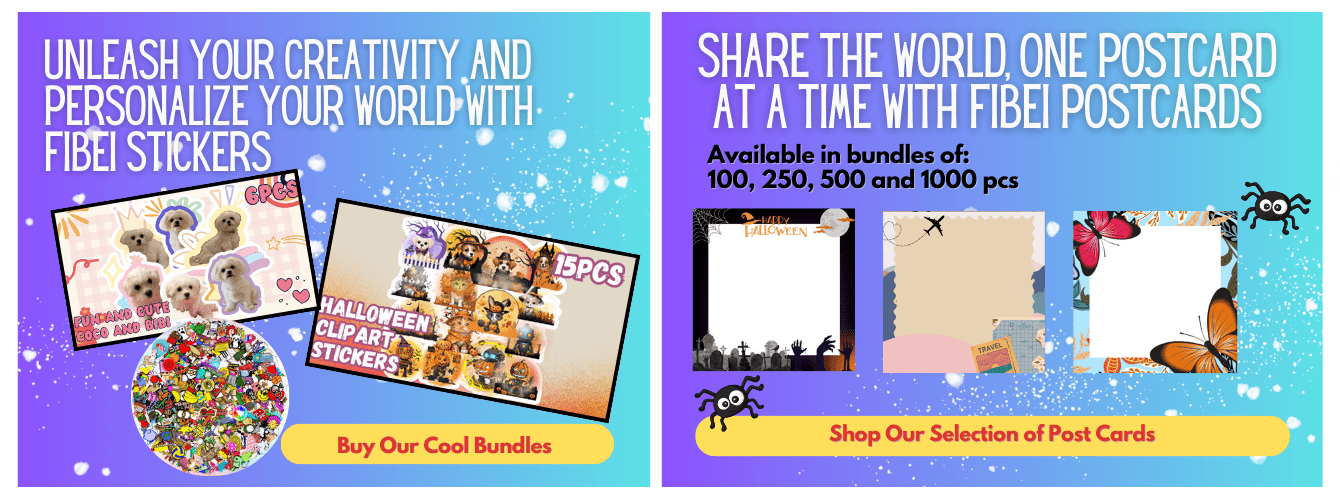 UNLEASH YOUR CREATIVITY AND
PERSONALIZE YOUR WORLD WITH
FIBEI STICKERS
6PCS
FUN AND CUTE
COCO AND BIBI
15PCS
HALLOWEEN
CLIPART
STICKERS
Buy Our Cool Bundles
SHARE THE WORLD, ONE POSTCARD
AT A TIME WITH FIBEI POSTCARDS
Available in bundles of:
100, 250, 500 and 1000 pcs
HAPPY
HALLOWEEN
TRAVEL
Shop Our Selection of Post Cards